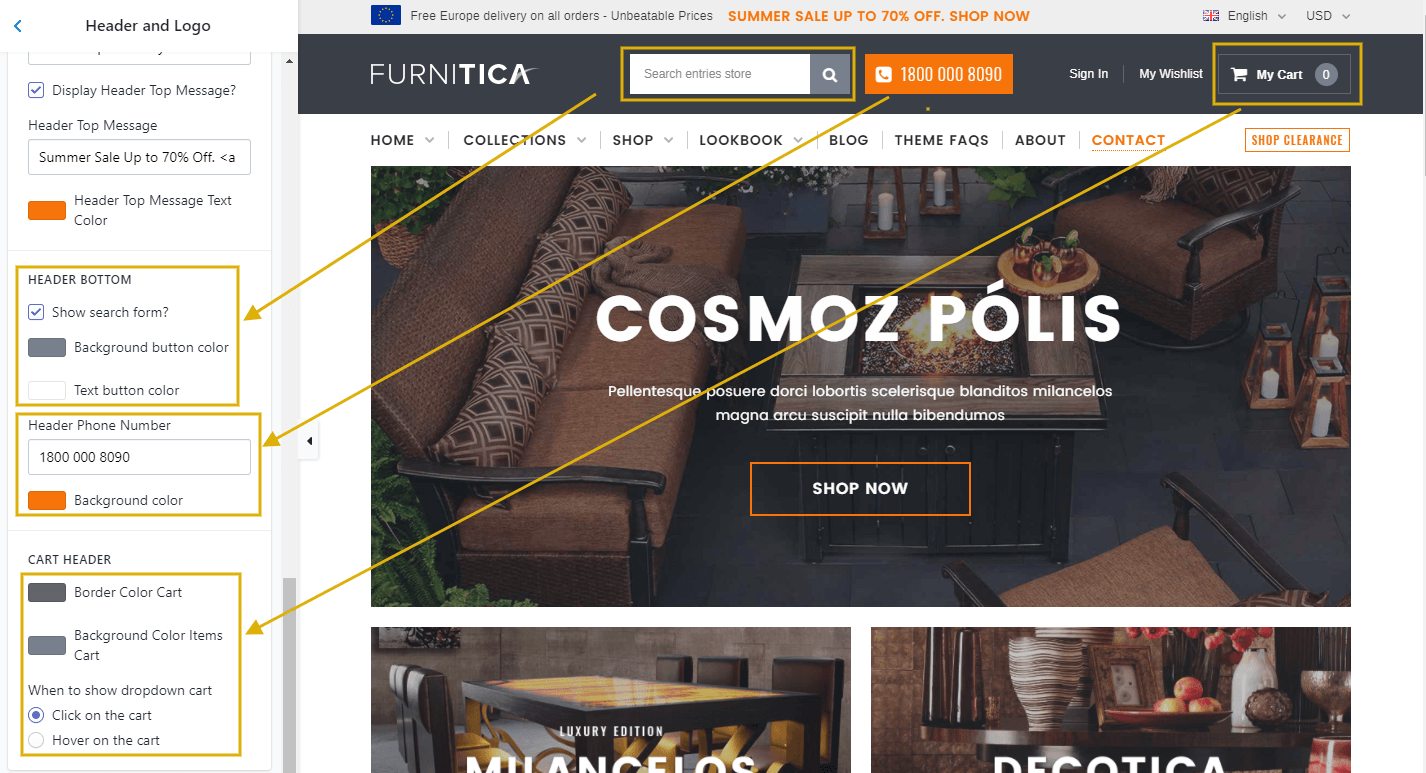 Header and Logo
Display Header Top Message?
Header Top Message
Summer Sale Up to 70% Off. <a
Header Top Message Text
Color
HEADER BOTTOM
Show search form?
Background button color
Text button color
Header Phone Number
1800 000 8090
Background color
CART HEADER
Border Color Cart
Background Color Items
Cart
When to show dropdown cart
Click on the cart
Hover on the cart
Free Europe delivery on all orders - Unbeatable Prices SUMMER SALE UP TO 70% OFF. SHOP NOW English USD
FURNITICA Search entries store 1800 000 8090 Sign In My Wishlist My Cart 0
HOME COLLECTIONS SHOP LOOKBOOK BLOG THEME FAQS ABOUT CONTACT SHOP CLEARANCE
COSMOZ PÓLIS
Pellentesque posuere dorci lobortis scelerisque blanditos milancelos
magna arcu suscipit nulla bibendumos
SHOP NOW
LUXURY EDITION
MILANCELOS
DECOTICA